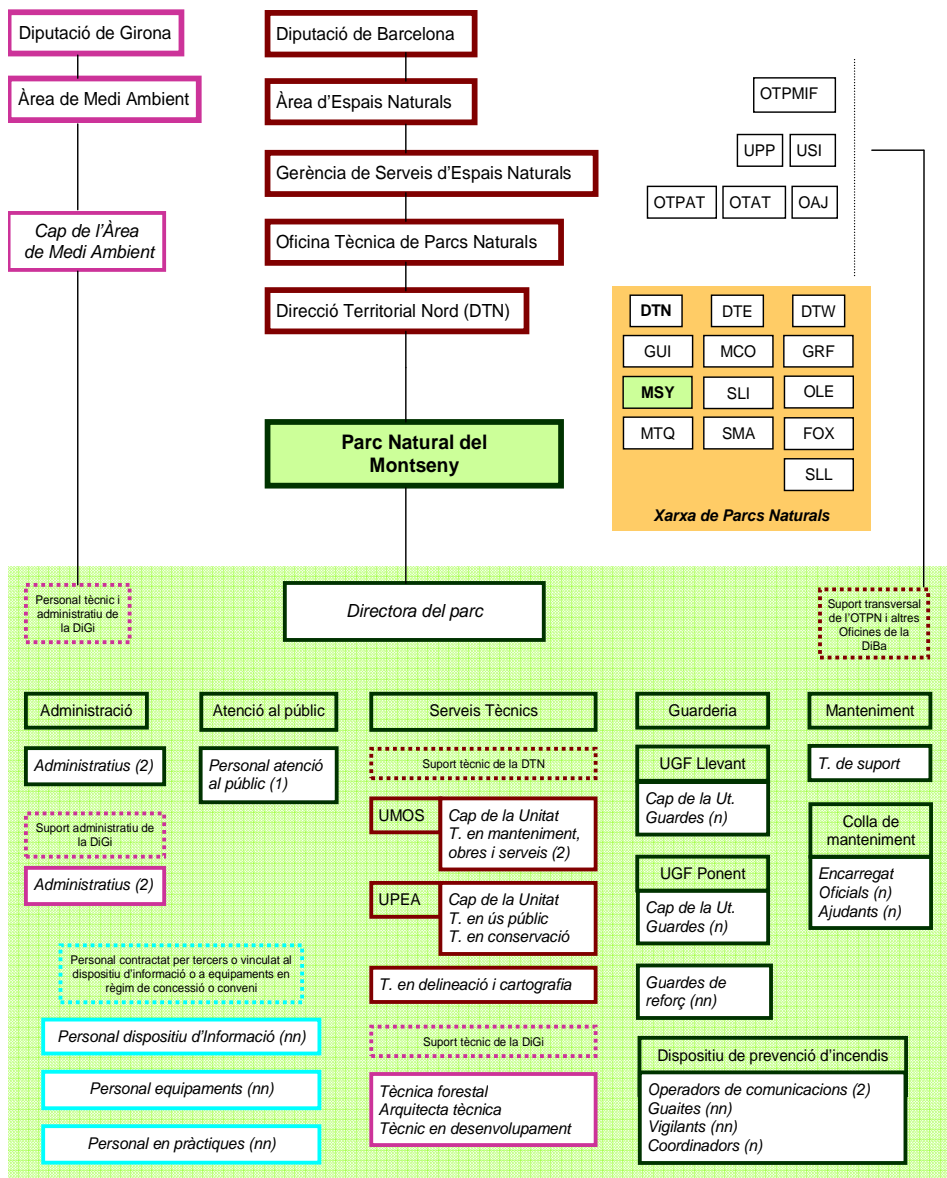 Diputació de Girona
Àrea de Medi Ambient
Cap de l'Àrea
de Medi Ambient
Diputació de Barcelona
Àrea d'Espais Naturals
Gerència de Serveis d'Espais Naturals
Oficina Tècnica de Parcs Naturals
Direcció Territorial Nord (DTN)
Parc Natural del
Montseny
OTPMIF
UPP USI
OTPAT OTAT OAJ
DTN DTE DTW
GUI MCO GRF
MSY SLI OLE
MTQ SMA FOX
SLL
Xarxa de Parcs Naturals
Personal tècnic i
administratiu de
la DiGi
Directora del parc
Suport transversal
de l'OTPN i altres
Oficines de la
DiBa
Administració
Administratius (2)
Suport administratiu de
la DiGi
Administratius (2)
Atenció al públic
Personal atenció
al públic (1)
Personal contractat per tercers o vinculat al
dispositiu d'informació o a equipaments en
règim de concessió o conveni
Personal dispositiu d'Informació (nn)
Personal equipaments (nn)
Personal en pràctiques (nn)
Serveis Tècnics
Suport tècnic de la DTN
UMOS
Cap de la Unitat
T. en manteniment,
obres i serveis (2)
UPEA
Cap de la Unitat
T. en ús públic
T. en conservació
T. en delineació i cartografia
Suport tècnic de la DiGi
Tècnica forestal
Arquitecta tècnica
Tècnic en desenvolupament
Guarderia
UGF Llevant
Cap de la Ut.
Guardes (n)
UGF Ponent
Cap de la Ut.
Guardes (n)
Guardes de
reforç (nn)
Dispositiu de prevenció d'incendis
Operadors de comunicacions (2)
Guaites (nn)
Vigilants (nn)
Coordinadors (n)
Manteniment
T. de suport
Colla de
manteniment
Encarregat
Oficials (n)
Ajudants (n)